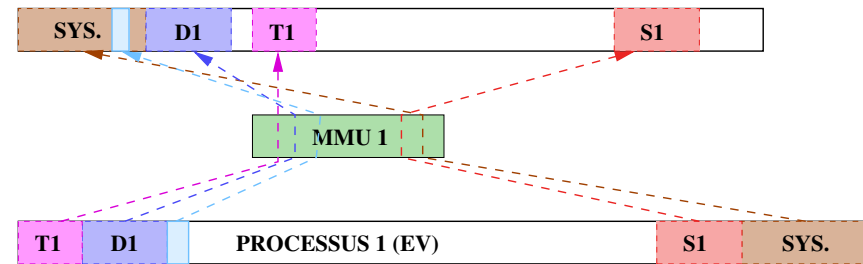 SYS. D1 T1 S1
MMU 1
T1 D1 PROCESSUS 1 (EV) S1 SYS.